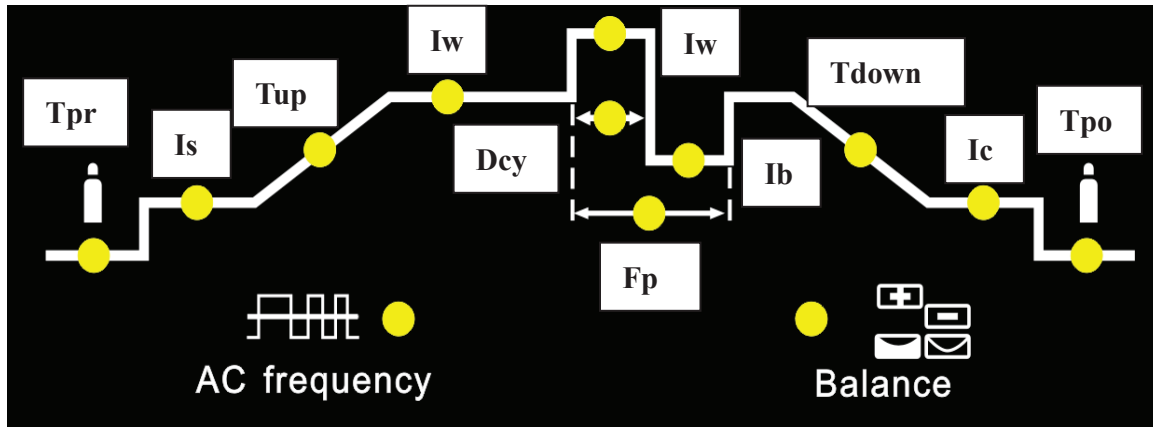 Tpr
Is
Tup
Iw
Dcy
Iw
Ib
Fp
Tdown
Ic
Tpo
AC frequency
Balance